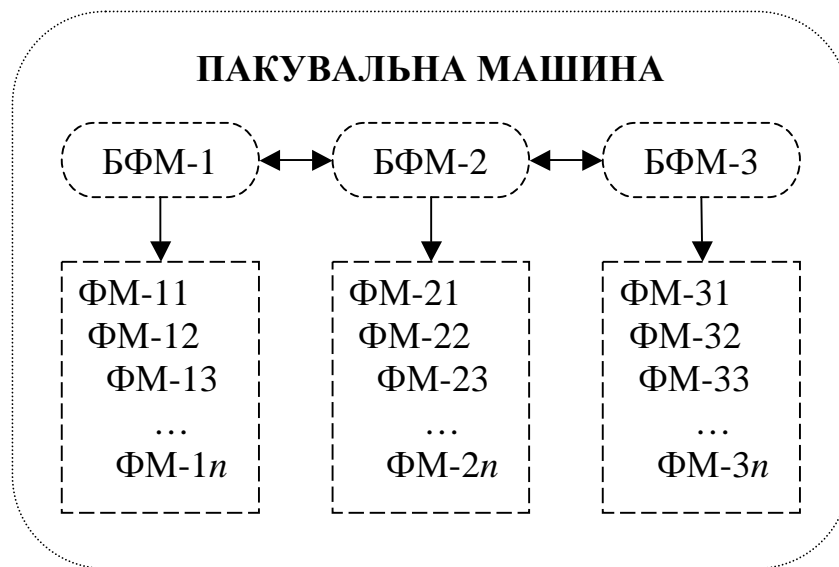 ПАКУВАЛЬНА МАШИНА
БФМ-1 БФМ-2 БФМ-3
ФМ-11 ФМ-21 ФМ-31
ФМ-12 ФМ-22 ФМ-32
ФМ-13 ФМ-23 ФМ-33
… … …
ФМ-1n ФМ-2n ФМ-3n